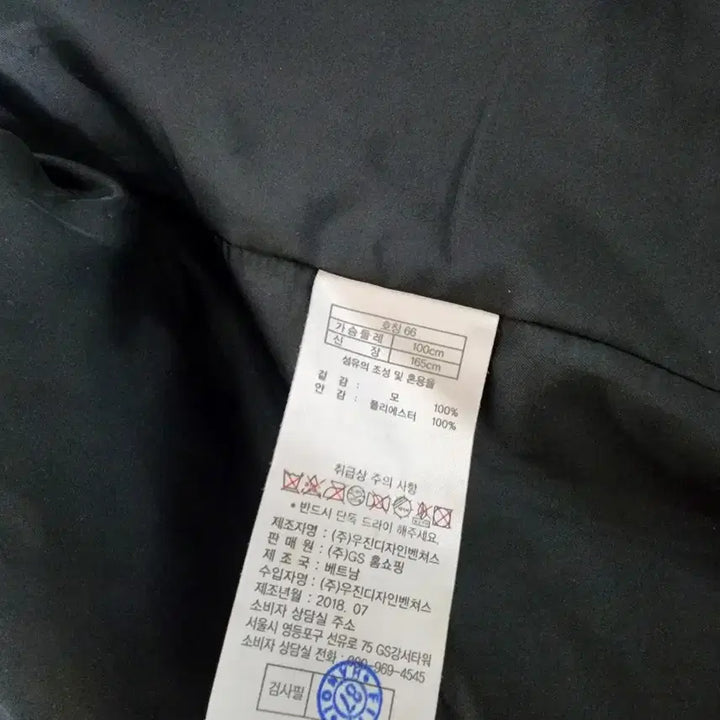 호칭 66
가슴둘레 100cm
신 장 165cm
섬유의 조성 및 혼용율
겉 감 : 모 100%
안 감 : 폴리에스터 100%
취급상 주의 사항
* 반드시 단독 드라이 해주세요.
제조자명 : (주)우진디자인벤쳐스
판 매 원 : (주)GS 홈쇼핑
제 조 국 : 베트남
수입자명 : (주)우진디자인벤쳐스
제조년월 : 2018. 07
소비자 상담실 주소
서울시 영등포구 선유로 75 GS강서타워
소비자 상담실 전화 : -969-4545
검사필